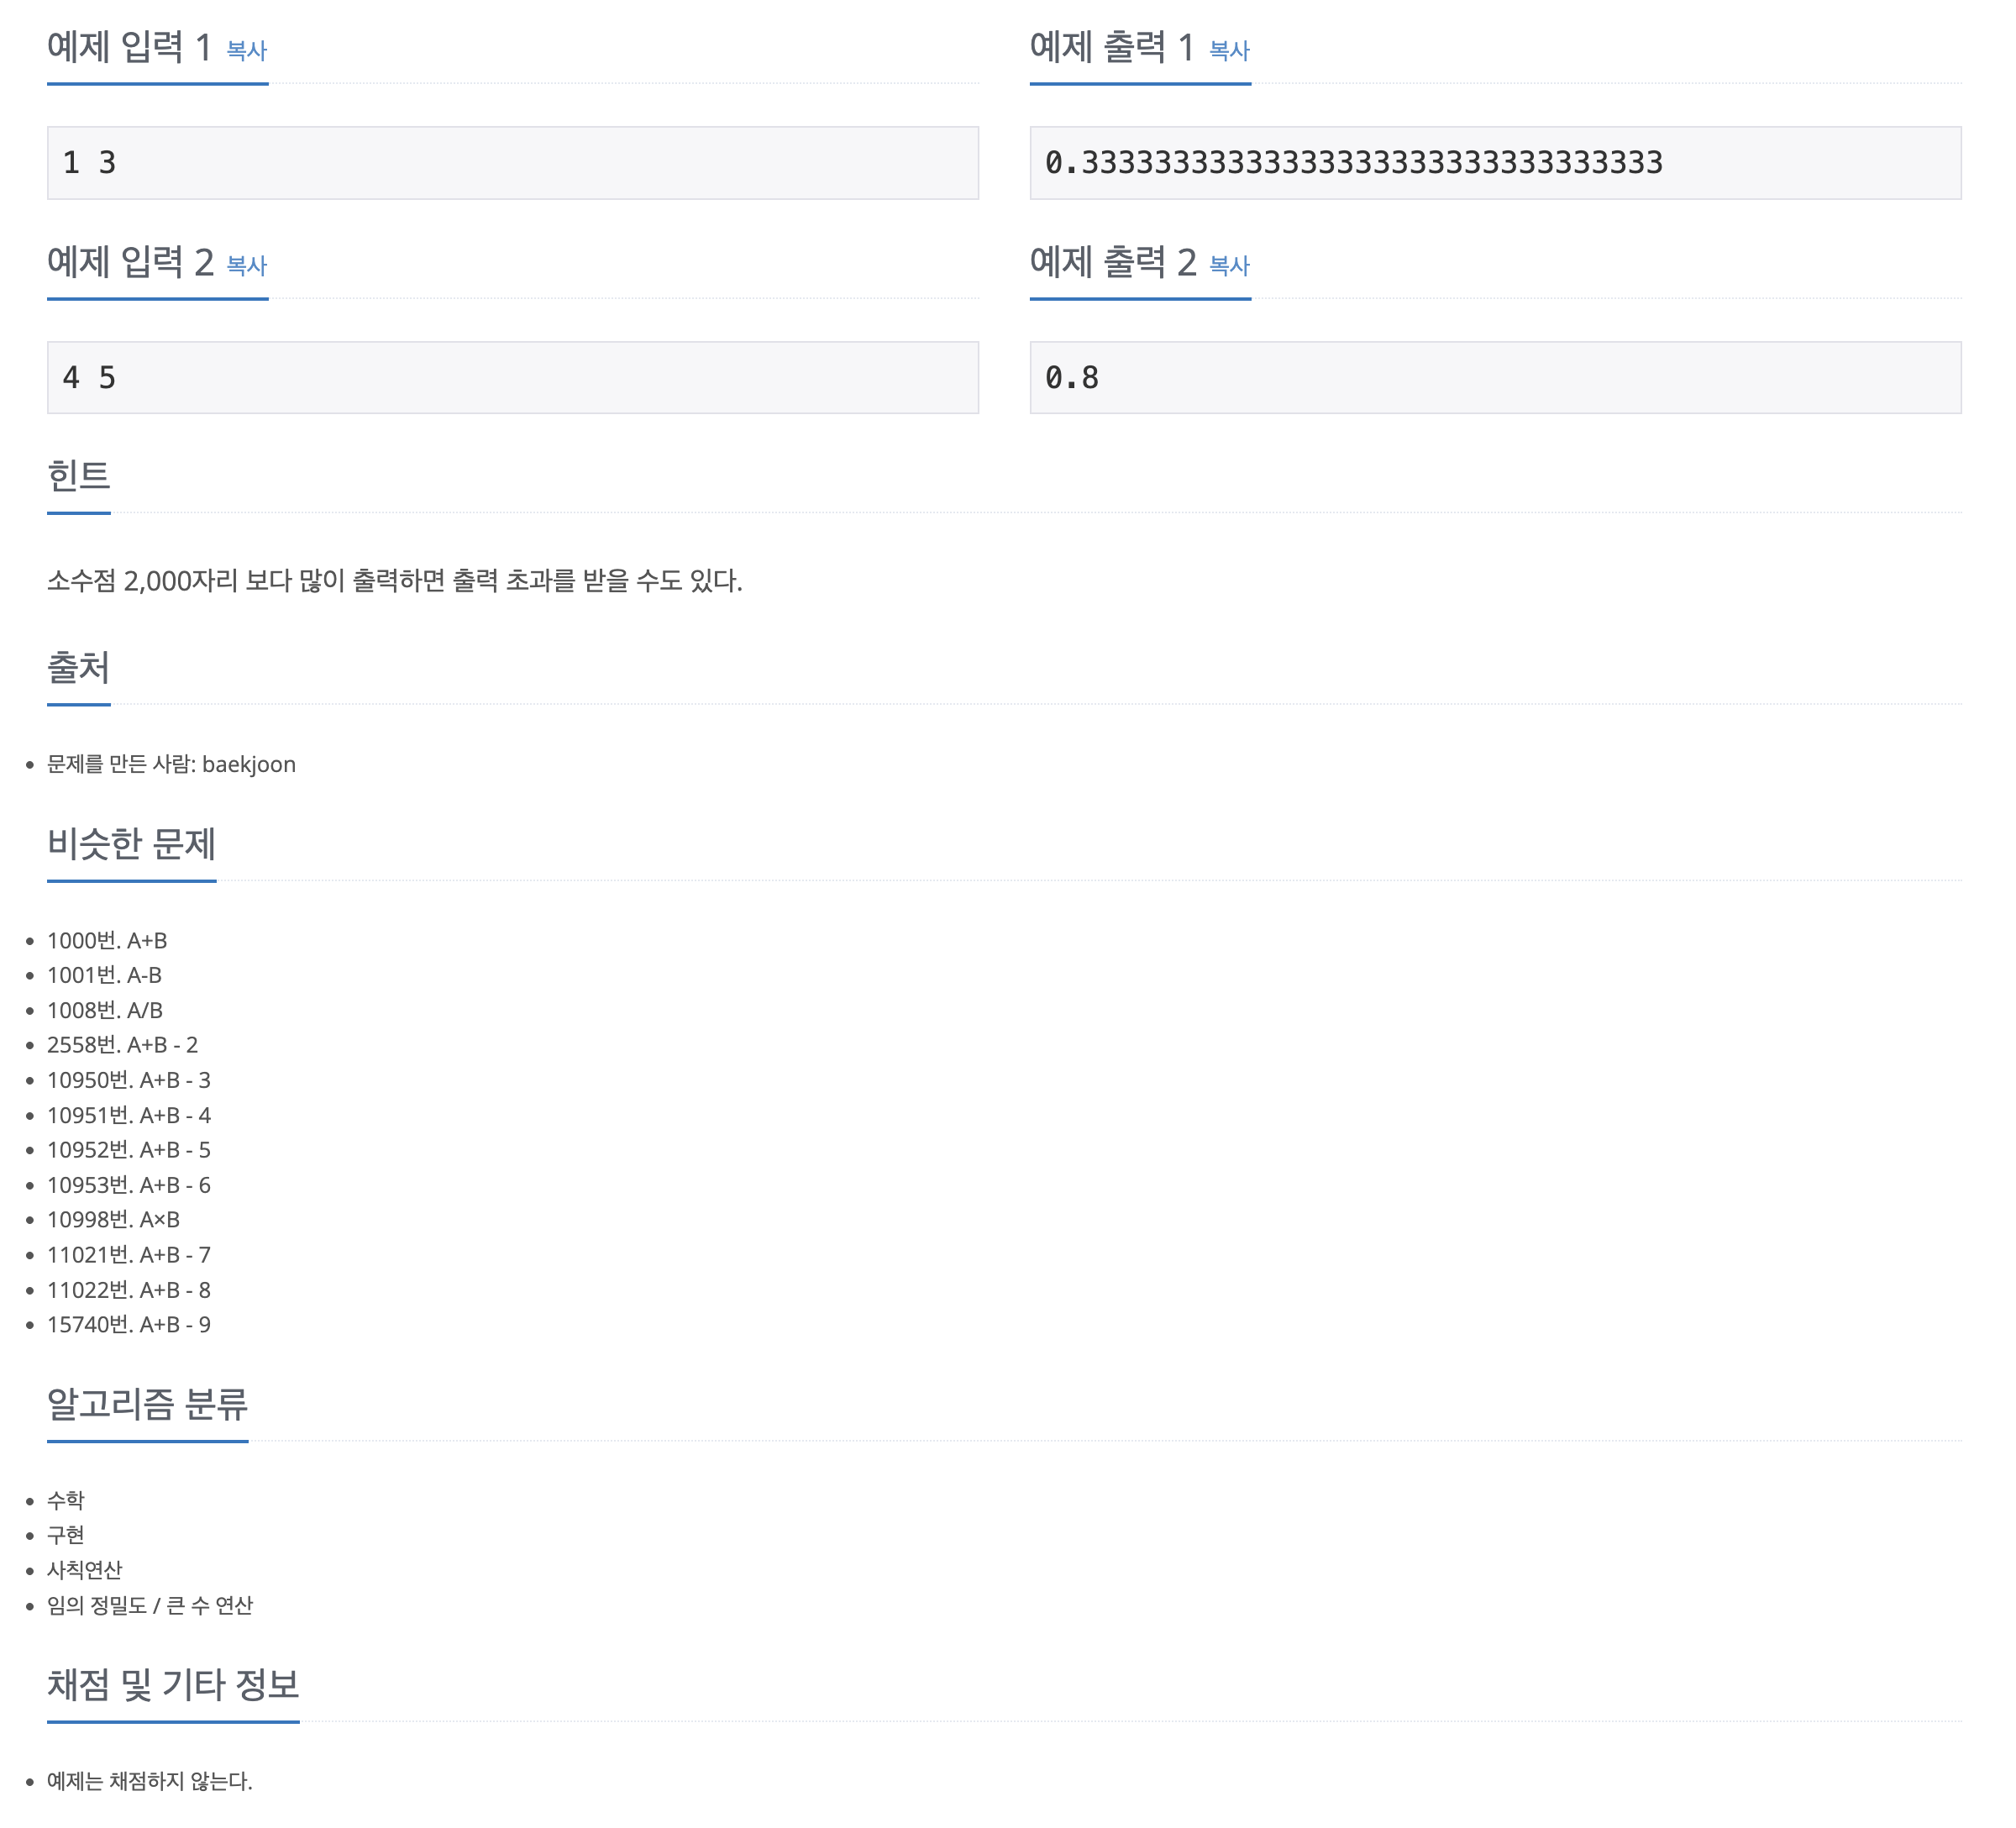 예제 입력 1 복사
1 3
예제 출력 1 복사
0.33333333333333333333333333333333
예제 입력 2 복사
4 5
예제 출력 2 복사
0.8
힌트
소수점 2,000자리 보다 많이 출력하면 출력 초과를 받을 수도 있다.
출처
문제를 만든 사람: baekjoon
비슷한 문제
1000번. A+B
1001번. A-B
1008번. A/B
2558번. A+B - 2
10950번. A+B - 3
10951번. A+B - 4
10952번. A+B - 5
10953번. A+B - 6
10998번. A×B
11021번. A+B - 7
11022번. A+B - 8
15740번. A+B - 9
알고리즘 분류
수학
구현
사칙연산
임의 정밀도 / 큰 수 연산
채점 및 기타 정보
예제는 채점하지 않는다.